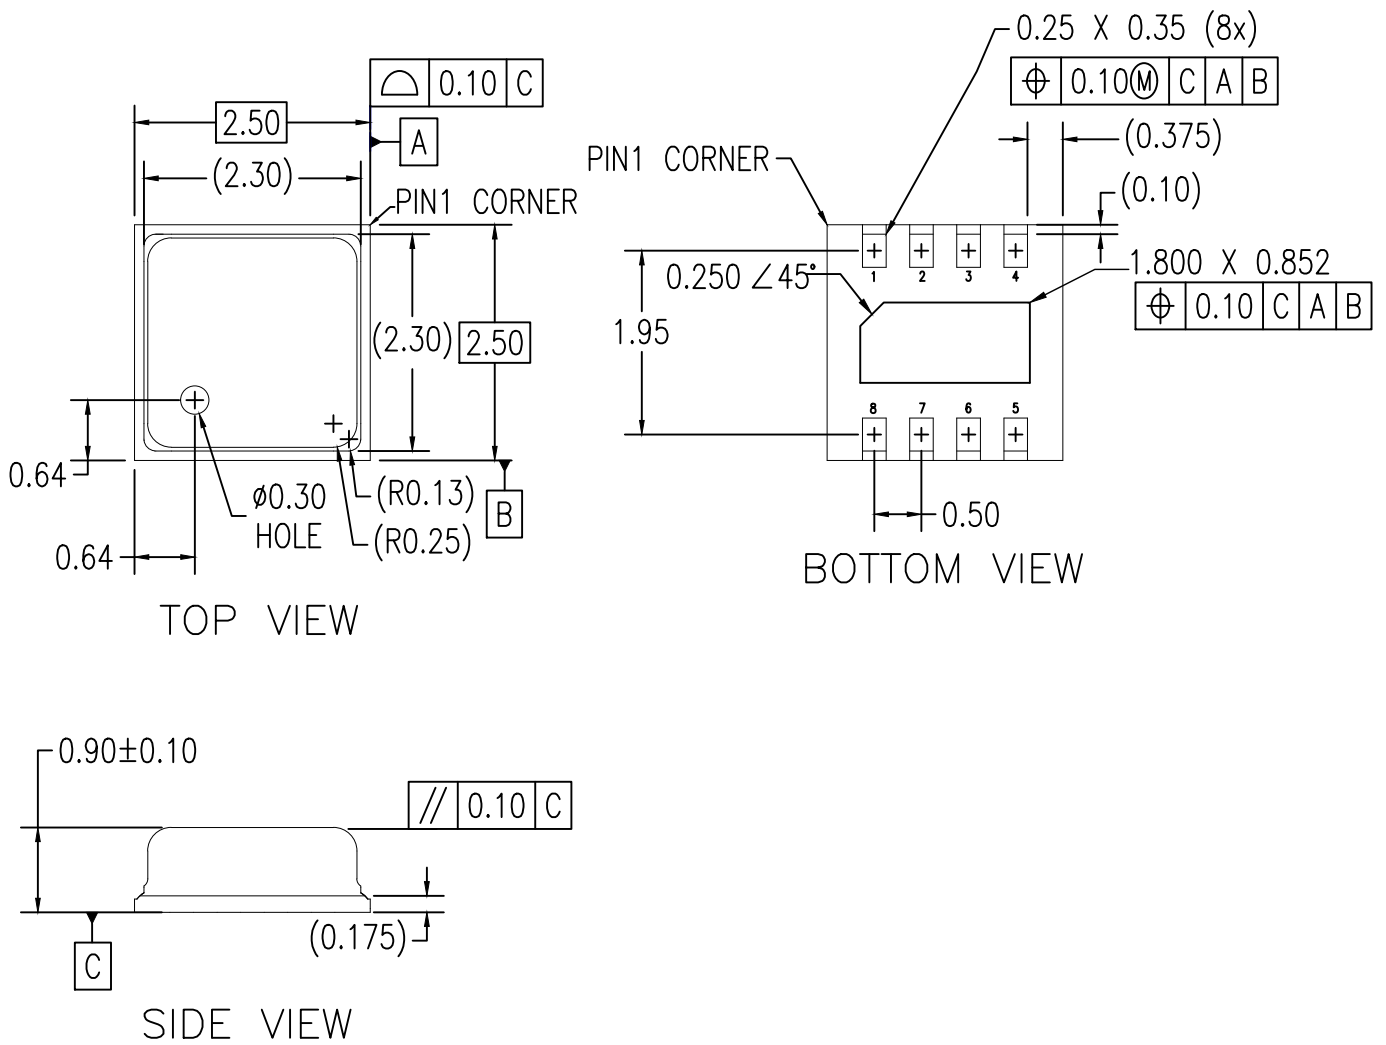 0.25 X 0.35 (8x)
⌖ 0.10Ⓜ C A B
⌓ 0.10 C
2.50
A
(2.30)
PIN1 CORNER
(2.30)
2.50
0.64
0.64
Ø0.30
HOLE
(R0.13)
(R0.25)
B
TOP VIEW
PIN1 CORNER
(0.375)
(0.10)
1 2 3 4
0.250 ∠45°
1.800 X 0.852
⌖ 0.10 C A B
1.95
8 7 6 5
0.50
BOTTOM VIEW
0.90±0.10
// 0.10 C
(0.175)
C
SIDE VIEW